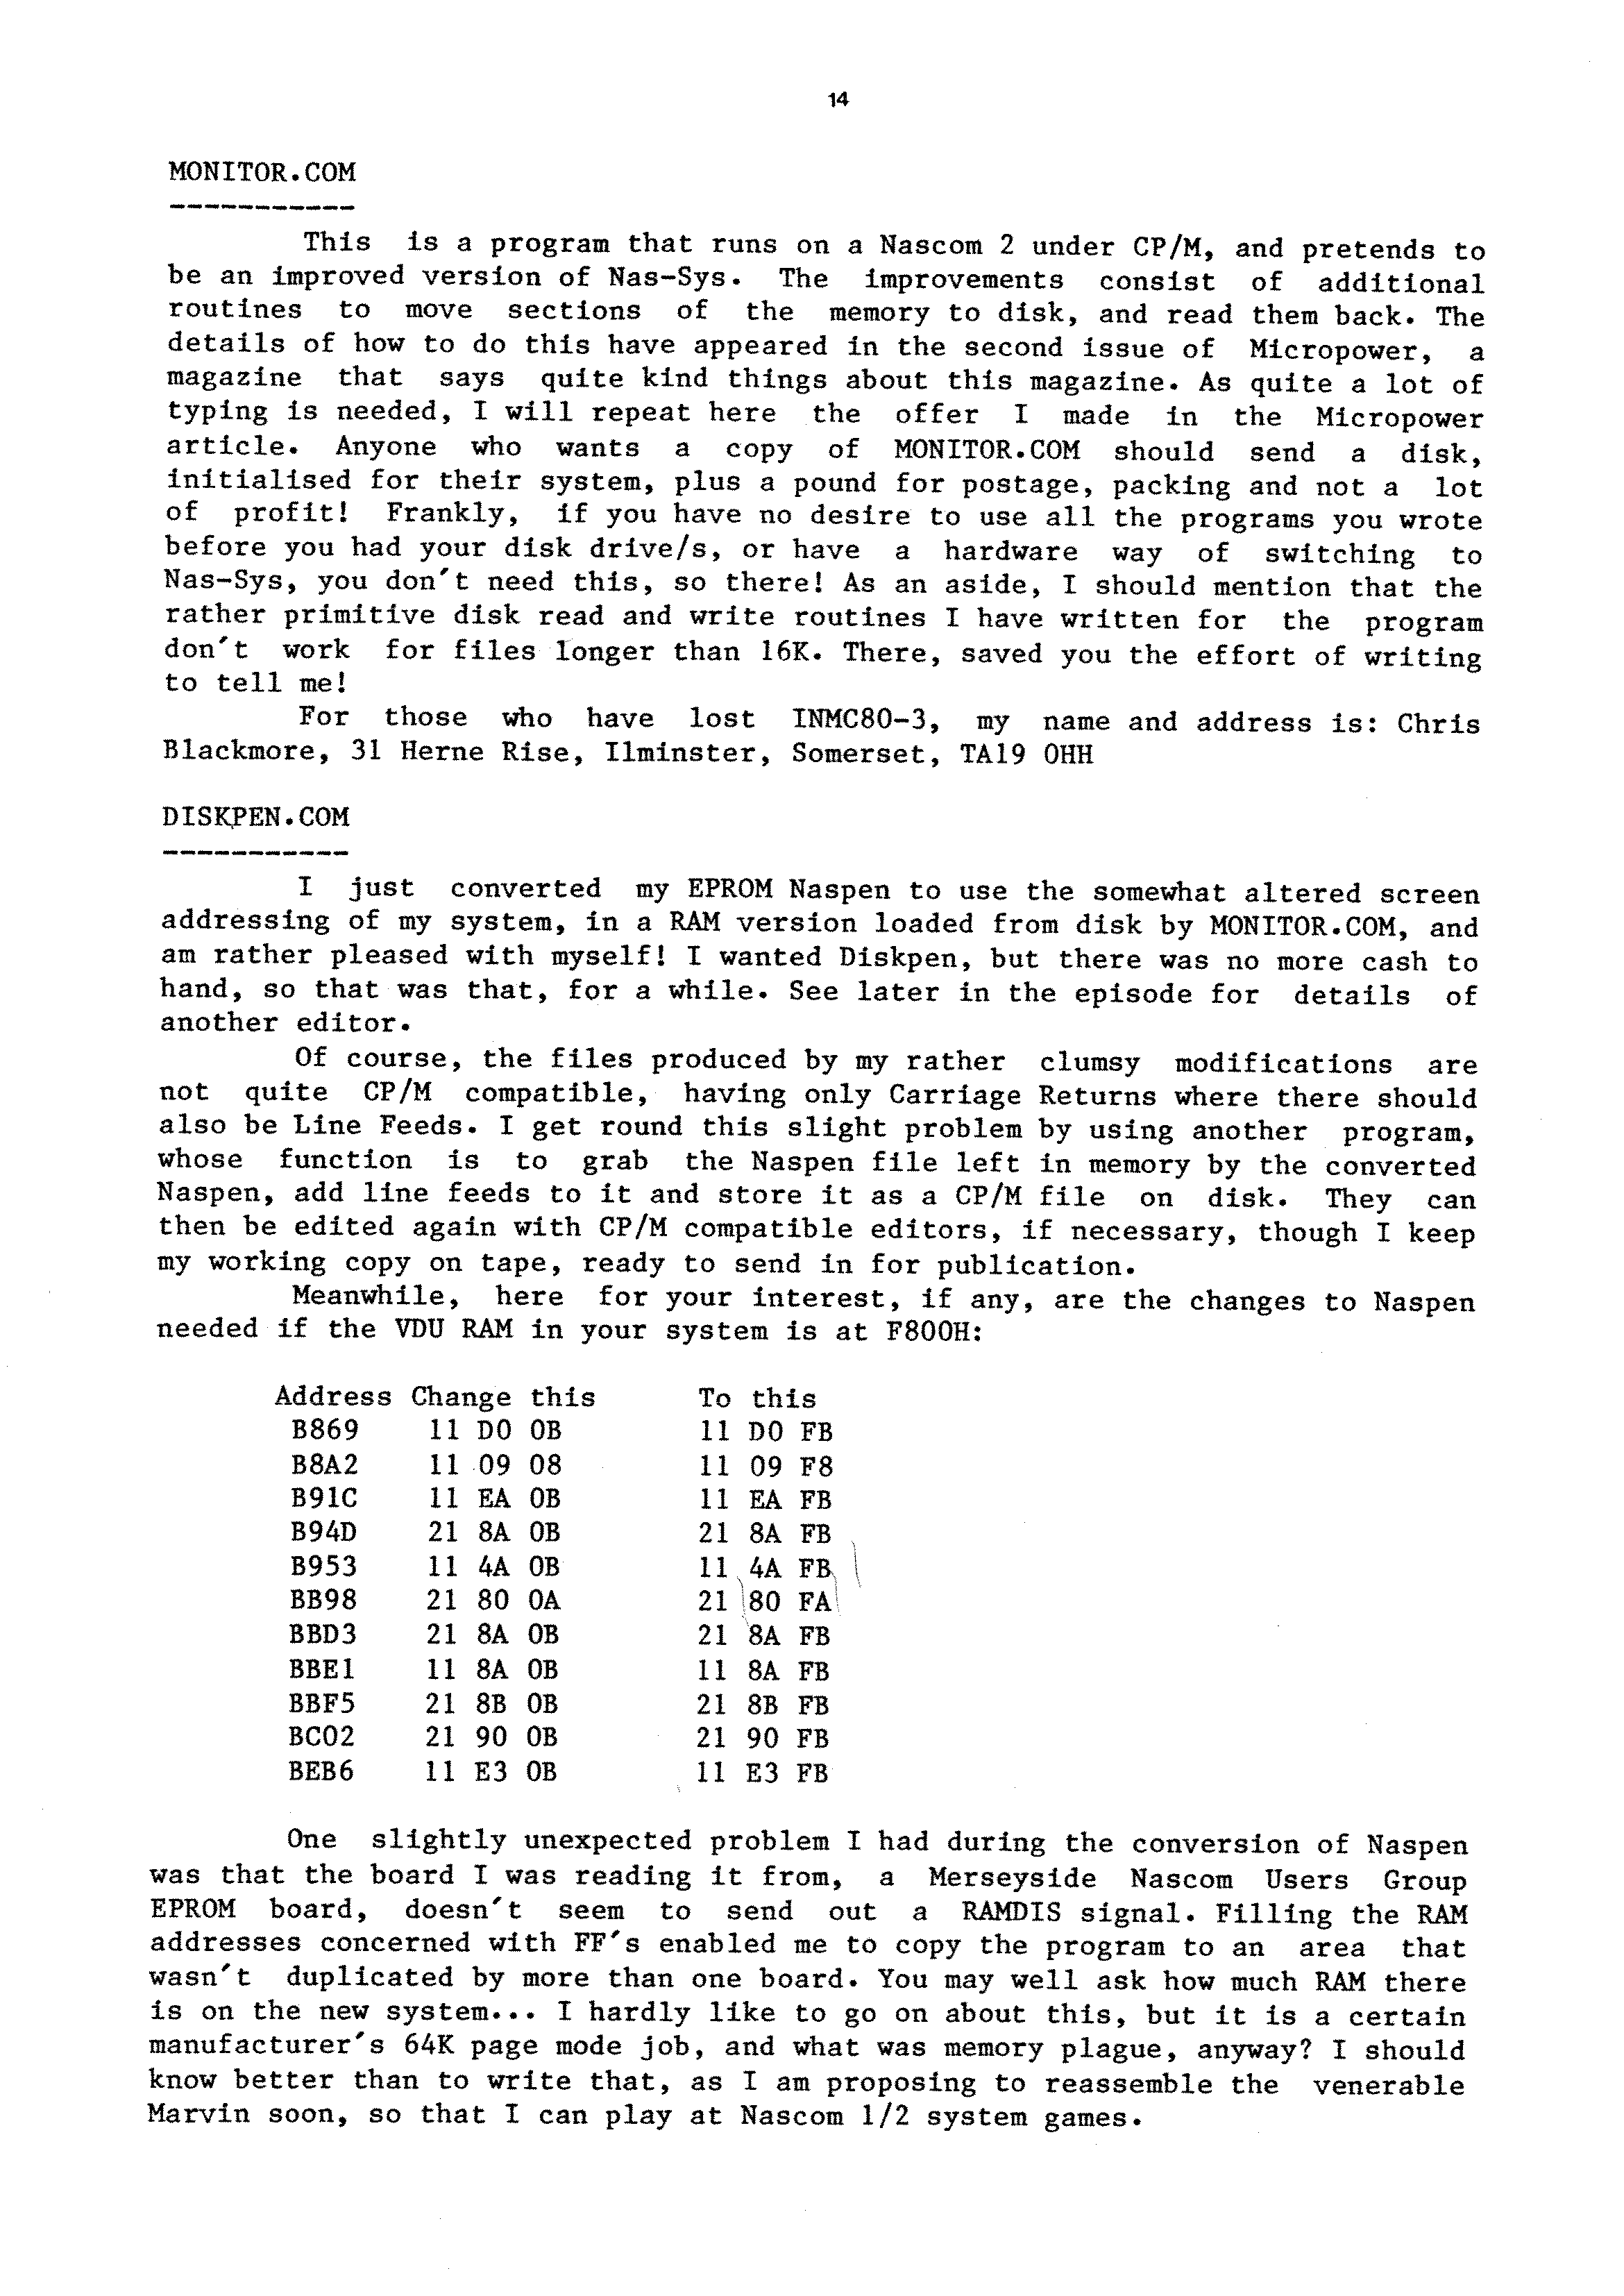 14
MONITOR.COM
-----------
This is a program that runs on a Nascom 2 under CP/M, and pretends to
be an improved version of Nas-Sys. The improvements consist of additional
routines to move sections of the memory to disk, and read them back. The
details of how to do this have appeared in the second issue of Micropower, a
magazine that says quite kind things about this magazine. As quite a lot of
typing is needed, I will repeat here the offer I made in the Micropower
article. Anyone who wants a copy of MONITOR.COM should send a disk,
initialised for their system, plus a pound for postage, packing and not a lot
of profit! Frankly, if you have no desire to use all the programs you wrote
before you had your disk drive/s, or have a hardware way of switching to
Nas-Sys, you don't need this, so there! As an aside, I should mention that the
rather primitive disk read and write routines I have written for the program
don't work for files longer than 16K. There, saved you the effort of writing
to tell me!
For those who have lost INMC80-3, my name and address is: Chris
Blackmore, 31 Herne Rise, Ilminster, Somerset, TA19 0HH
DISKPEN.COM
-----------
I just converted my EPROM Naspen to use the somewhat altered screen
addressing of my system, in a RAM version loaded from disk by MONITOR.COM, and
am rather pleased with myself! I wanted Diskpen, but there was no more cash to
hand, so that was that, for a while. See later in the episode for details of
another editor.
Of course, the files produced by my rather clumsy modifications are
not quite CP/M compatible, having only Carriage Returns where there should
also be Line Feeds. I get round this slight problem by using another program,
whose function is to grab the Naspen file left in memory by the converted
Naspen, add line feeds to it and store it as a CP/M file on disk. They can
then be edited again with CP/M compatible editors, if necessary, though I keep
my working copy on tape, ready to send in for publication.
Meanwhile, here for your interest, if any, are the changes to Naspen
needed if the VDU RAM in your system is at F800H:
Address Change this To this
B869 11 D0 0B 11 D0 FB
B8A2 11 09 08 11 09 F8
B91C 11 EA 0B 11 EA FB
B94D 21 8A 0B 21 8A FB
B953 11 4A 0B 11 4A FB
BB98 21 80 0A 21 80 FA
BBD3 21 8A 0B 21 8A FB
BBE1 11 8A 0B 11 8A FB
BBF5 21 8B 0B 21 8B FB
BC02 21 90 0B 21 90 FB
BEB6 11 E3 0B 11 E3 FB
One slightly unexpected problem I had during the conversion of Naspen
was that the board I was reading it from, a Merseyside Nascom Users Group
EPROM board, doesn't seem to send out a RAMDIS signal. Filling the RAM
addresses concerned with FF's enabled me to copy the program to an area that
wasn't duplicated by more than one board. You may well ask how much RAM there
is on the new system... I hardly like to go on about this, but it is a certain
manufacturer's 64K page mode job, and what was memory plague, anyway? I should
know better than to write that, as I am proposing to reassemble the venerable
Marvin soon, so that I can play at Nascom 1/2 system games.